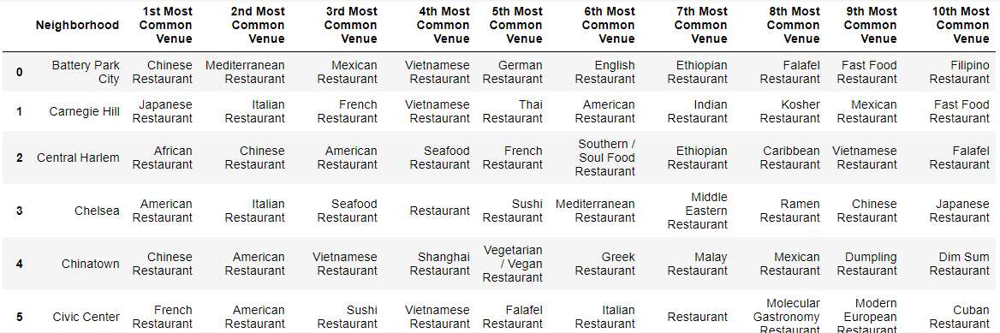 Neighborhood 1st Most Common Venue 2nd Most Common Venue 3rd Most Common Venue 4th Most Common Venue 5th Most Common Venue 6th Most Common Venue 7th Most Common Venue 8th Most Common Venue 9th Most Common Venue 10th Most Common Venue
0 Battery Park City Chinese Restaurant Mediterranean Restaurant Mexican Restaurant Vietnamese Restaurant German Restaurant English Restaurant Ethiopian Restaurant Falafel Restaurant Fast Food Restaurant Filipino Restaurant
1 Carnegie Hill Japanese Restaurant Italian Restaurant French Restaurant Vietnamese Restaurant Thai Restaurant American Restaurant Indian Restaurant Kosher Restaurant Mexican Restaurant Fast Food Restaurant
2 Central Harlem African Restaurant Chinese Restaurant American Restaurant Seafood Restaurant French Restaurant Southern / Soul Food Restaurant Ethiopian Restaurant Caribbean Restaurant Vietnamese Restaurant Falafel Restaurant
3 Chelsea American Restaurant Italian Restaurant Seafood Restaurant Restaurant Sushi Restaurant Mediterranean Restaurant Middle Eastern Restaurant Ramen Restaurant Chinese Restaurant Japanese Restaurant
4 Chinatown Chinese Restaurant American Restaurant Vietnamese Restaurant Shanghai Restaurant Vegetarian / Vegan Restaurant Greek Restaurant Malay Restaurant Mexican Restaurant Dumpling Restaurant Dim Sum Restaurant
5 Civic Center French Restaurant American Restaurant Sushi Restaurant Vietnamese Restaurant Falafel Restaurant Italian Restaurant Restaurant Molecular Gastronomy Restaurant Modern European Restaurant Cuban Restaurant